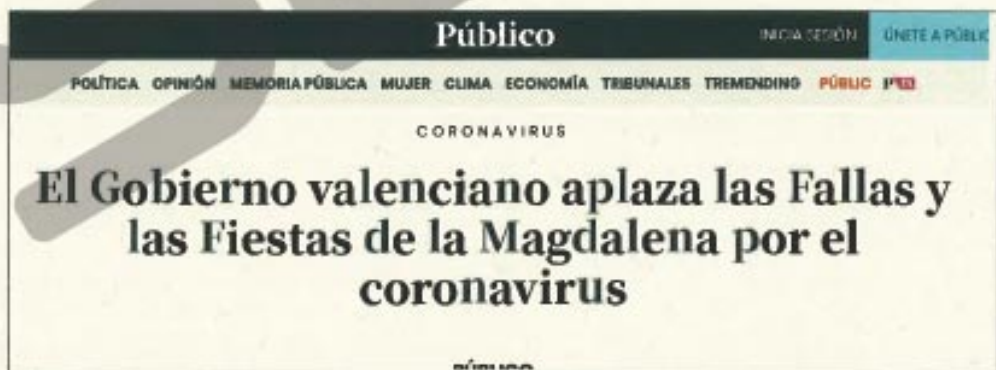 Público INICIA SESIÓN ÚNETE A PÚBLIC
POLÍTICA OPINIÓN MEMORIA PÚBLICA MUJER CLIMA ECONOMÍA TRIBUNALES TREMENDING PÚBLIC
CORONAVIRUS
El Gobierno valenciano aplaza las Fallas y
las Fiestas de la Magdalena por el
coronavirus
PÚBLICO